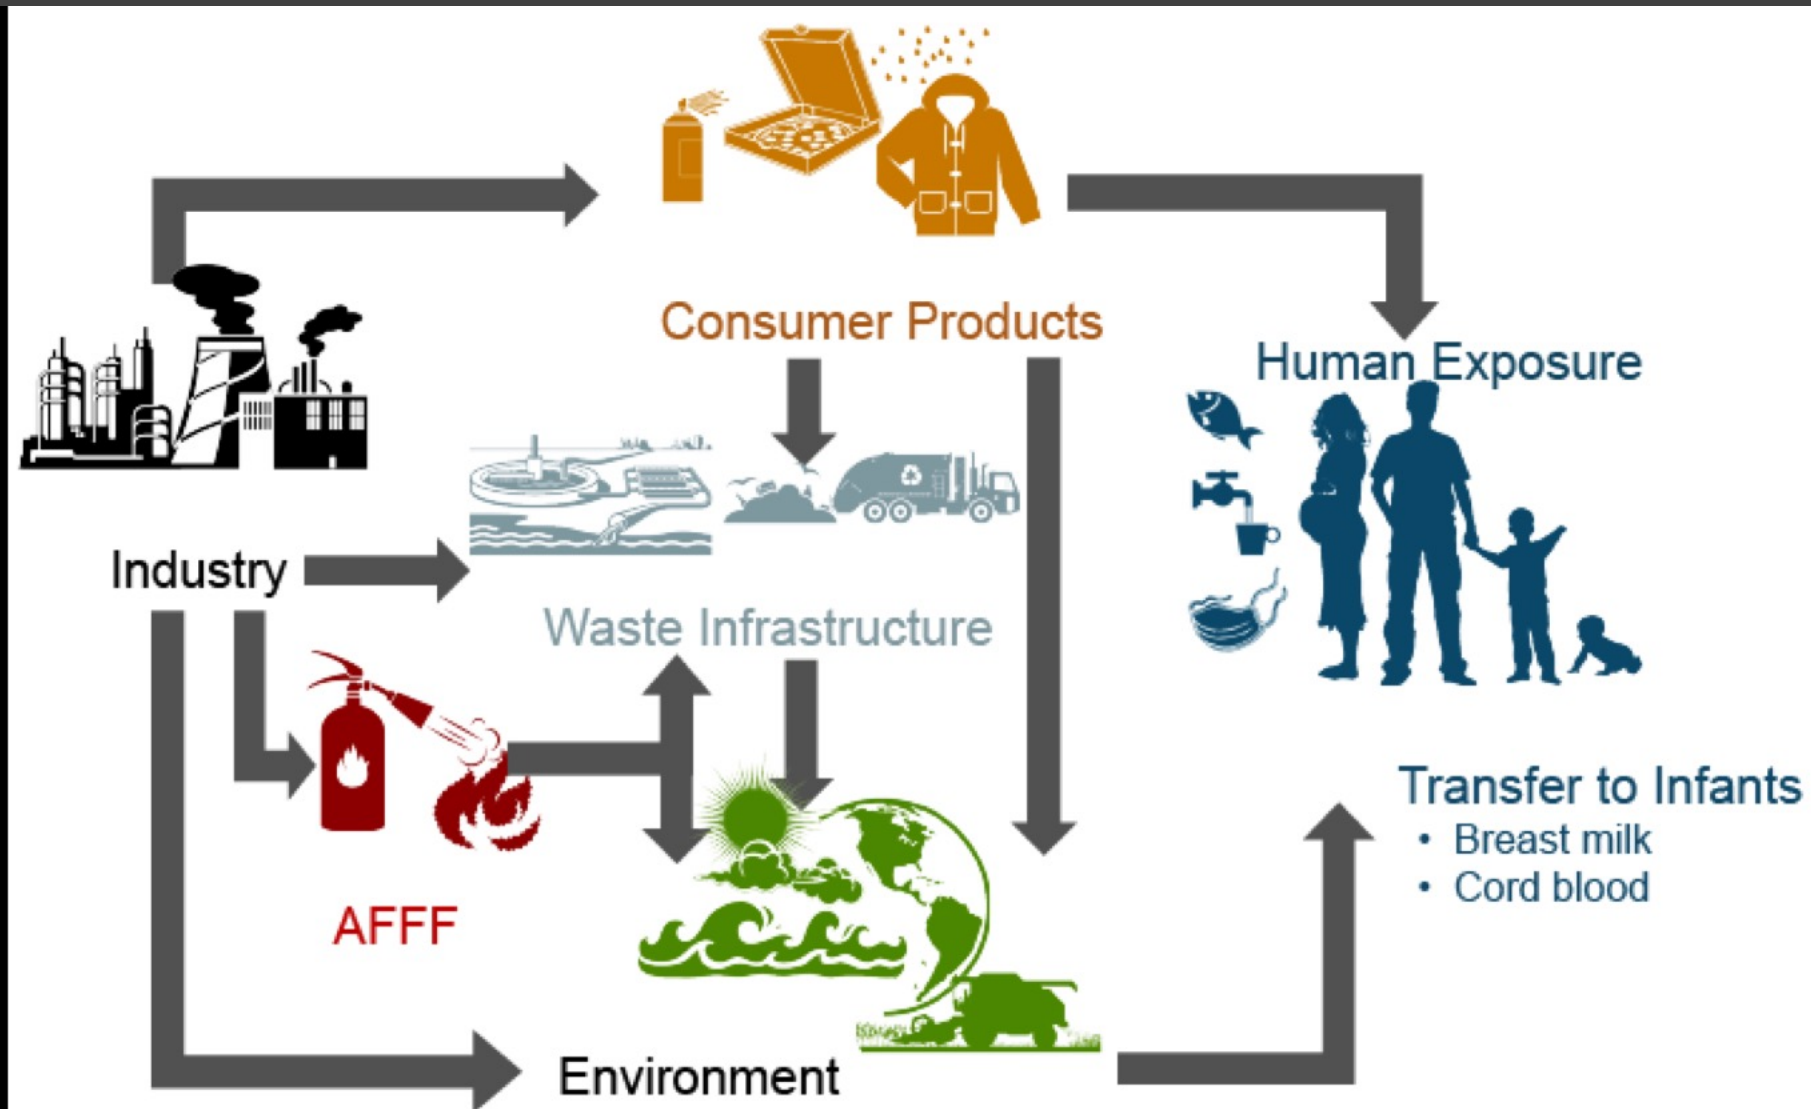 Consumer Products
Human Exposure
Industry
Waste Infrastructure
Transfer to Infants
• Breast milk
• Cord blood
AFFF
Environment